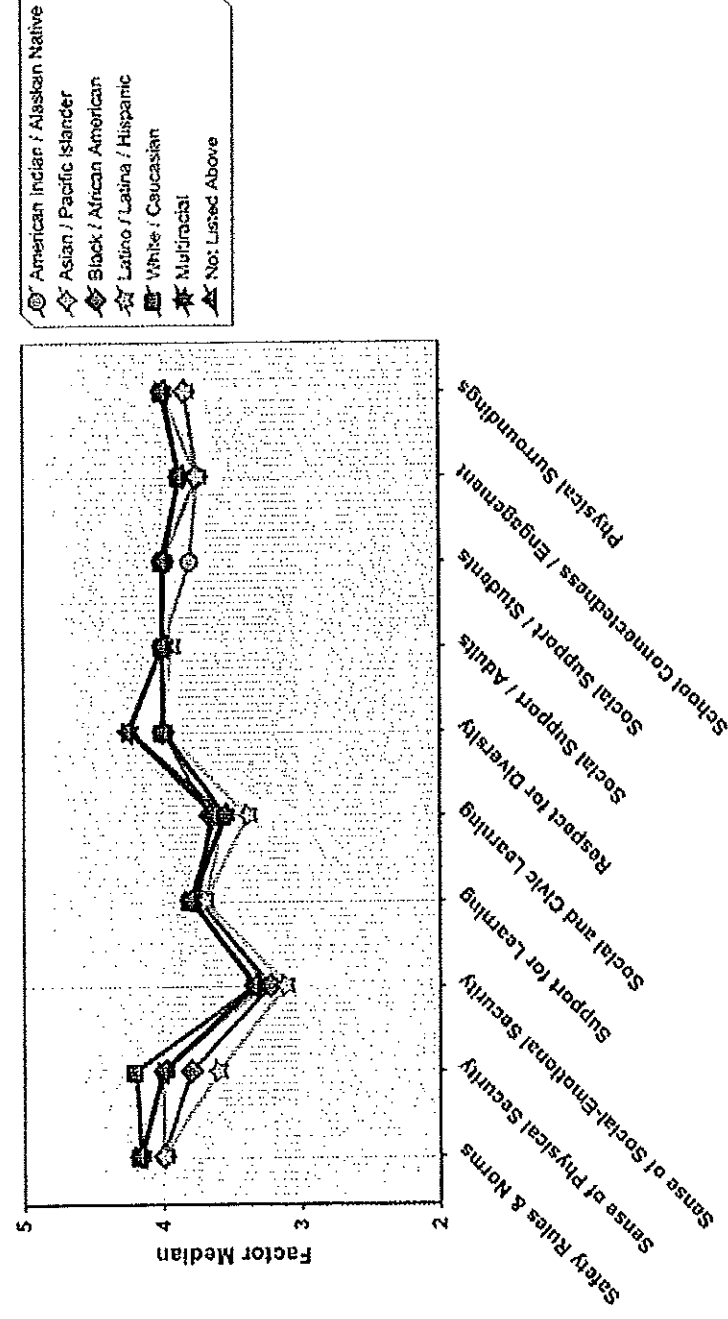 American Indian / Alaskan Native
Asian / Pacific Islander
Black / African American
Latino / Latina / Hispanic
White / Caucasian
Multiracial
Not Listed Above
5
4
3
2
Factor Median
Safety Rules & Norms
Sense of Physical Security
Sense of Social-Emotional Security
Support for Learning
Social and Civic Learning
Respect for Diversity
Social Support / Adults
Social Support / Students
School Connectedness / Engagement
Physical Surroundings